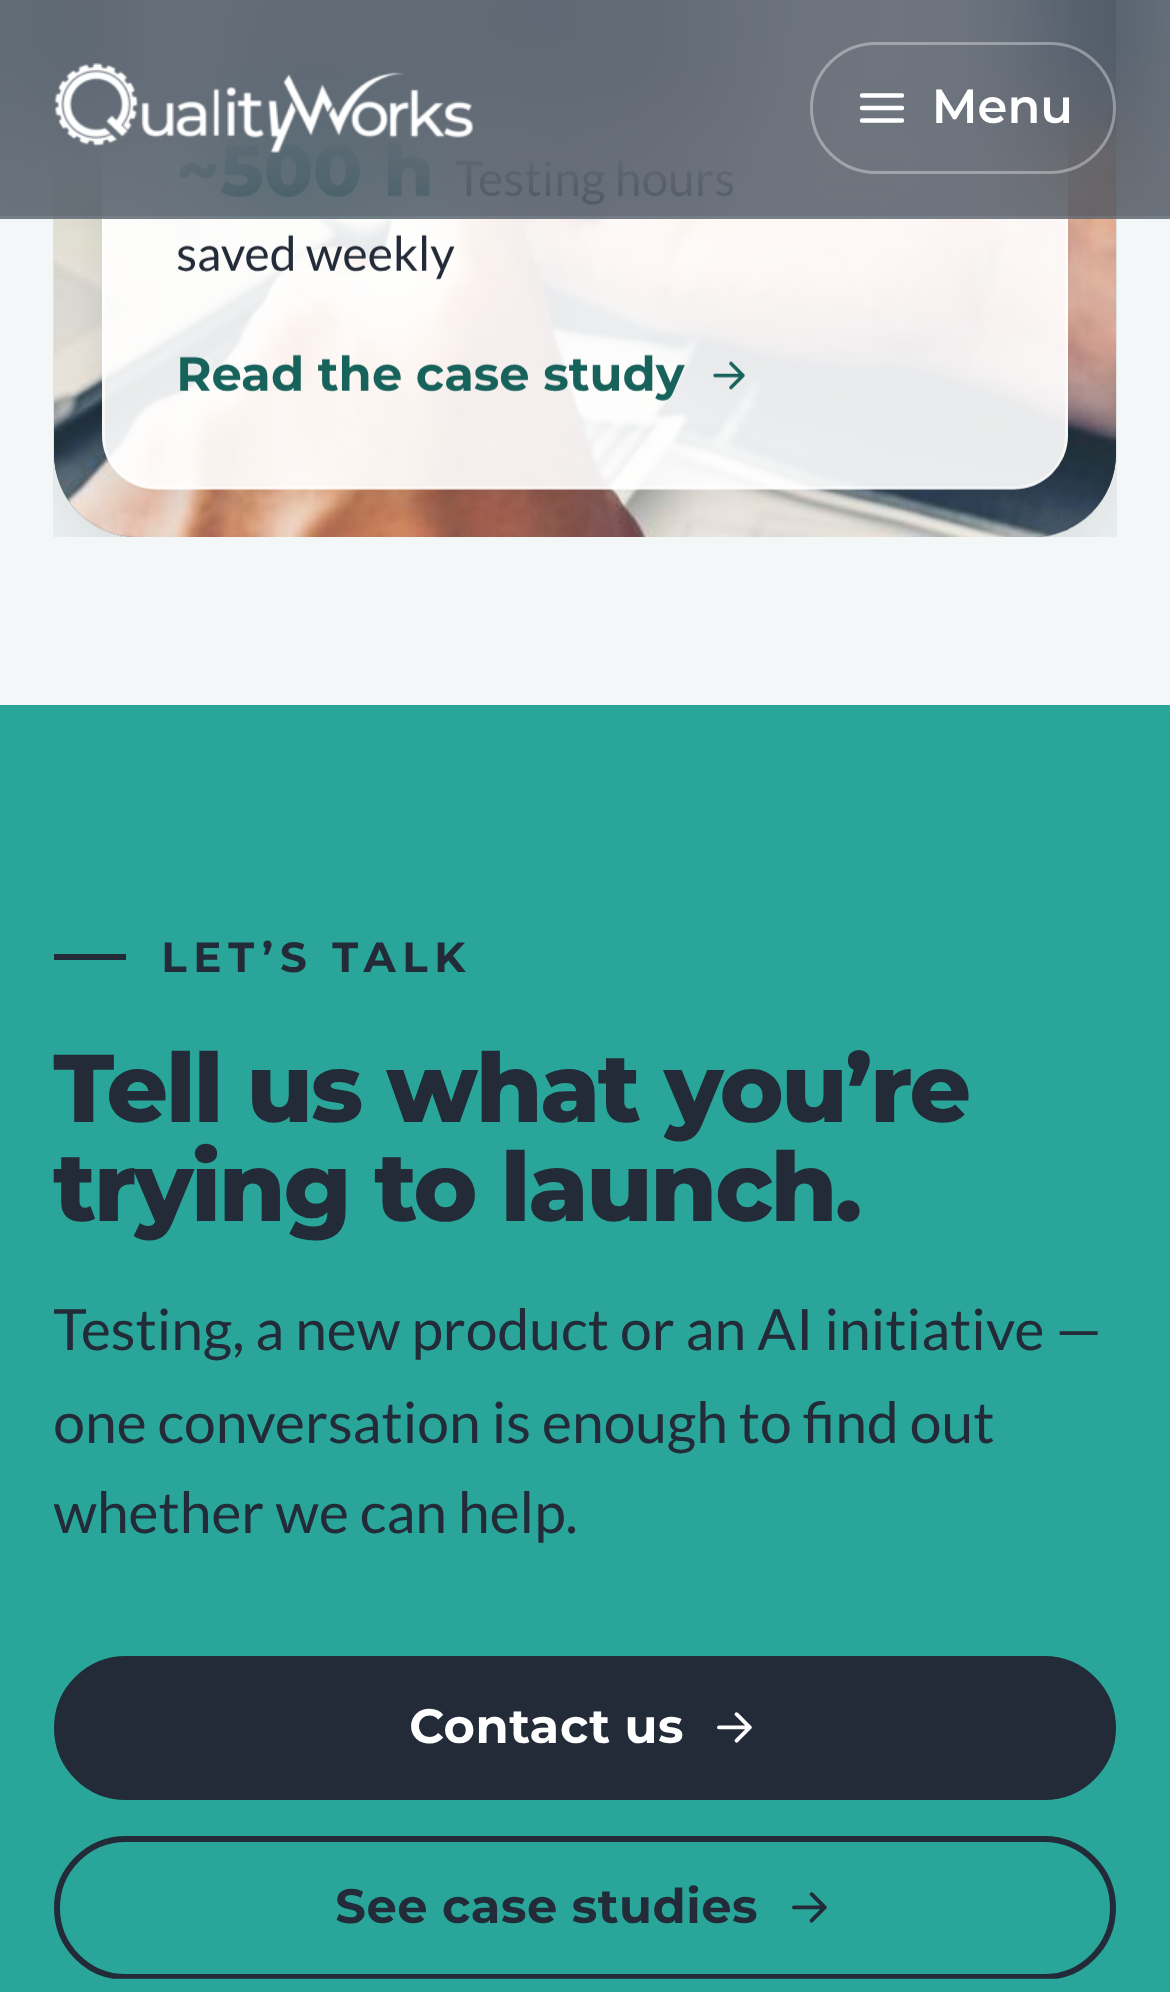 QualityWorks
Menu
~500 h Testing hours
saved weekly
Read the case study →
LET’S TALK
Tell us what you’re
trying to launch.
Testing, a new product or an AI initiative —
one conversation is enough to find out
whether we can help.
Contact us →
See case studies →